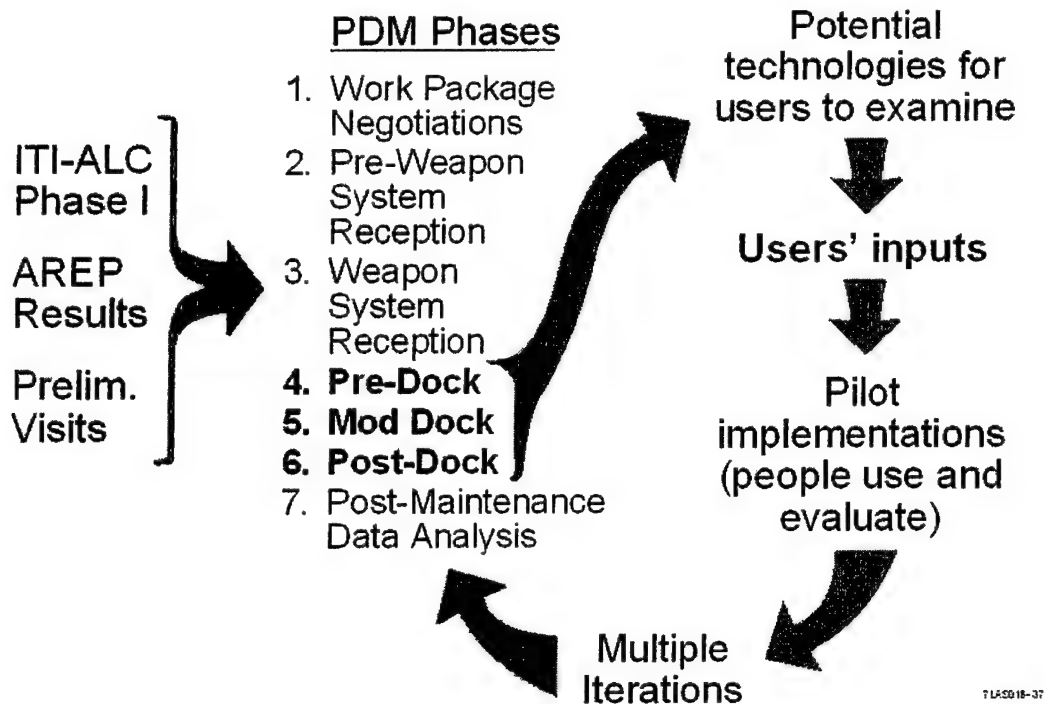 ITI-ALC
Phase I
AREP
Results
Prelim.
Visits
PDM Phases
1. Work Package
Negotiations
2. Pre-Weapon
System
Reception
3. Weapon
System
Reception
4. Pre-Dock
5. Mod Dock
6. Post-Dock
7. Post-Maintenance
Data Analysis
Potential
technologies for
users to examine
Users' inputs
Pilot
implementations
(people use and
evaluate)
Multiple
Iterations